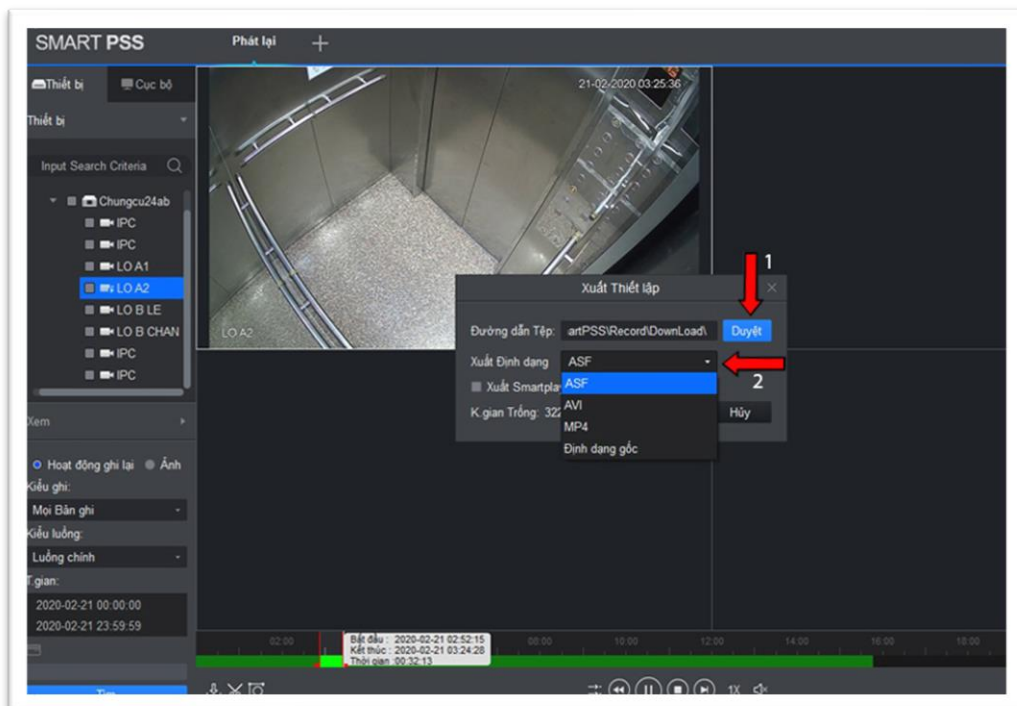 SMART PSS
Phát lại
Thiết bị
Cục bộ
Thiết bị
Input Search Criteria
Chungcu24ab
IPC
IPC
LO A1
LO A2
LO B LE
LO B CHAN
IPC
IPC
Xem
Hoạt động ghi lại
Ảnh
Kiểu ghi:
Mọi Bản ghi
Kiểu luồng:
Luồng chính
T.gian:
2020-02-21 00:00:00
2020-02-21 23:59:59
21-02-2020 03:25:36
LO A2
1
Xuất Thiết lập
Đường dẫn Tệp:
artPSS\Record\DownLoad\
Duyệt
Xuất Định dạng
ASF
2
Xuất Smartpla
ASF
AVI
MP4
Định dạng gốc
K.gian Trống: 322
Hủy
02:00
08:00
10:00
12:00
14:00
16:00
18:00
Bắt đầu : 2020-02-21 02:52:15
Kết thúc : 2020-02-21 03:24:28
Thời gian :00:32:13
1X